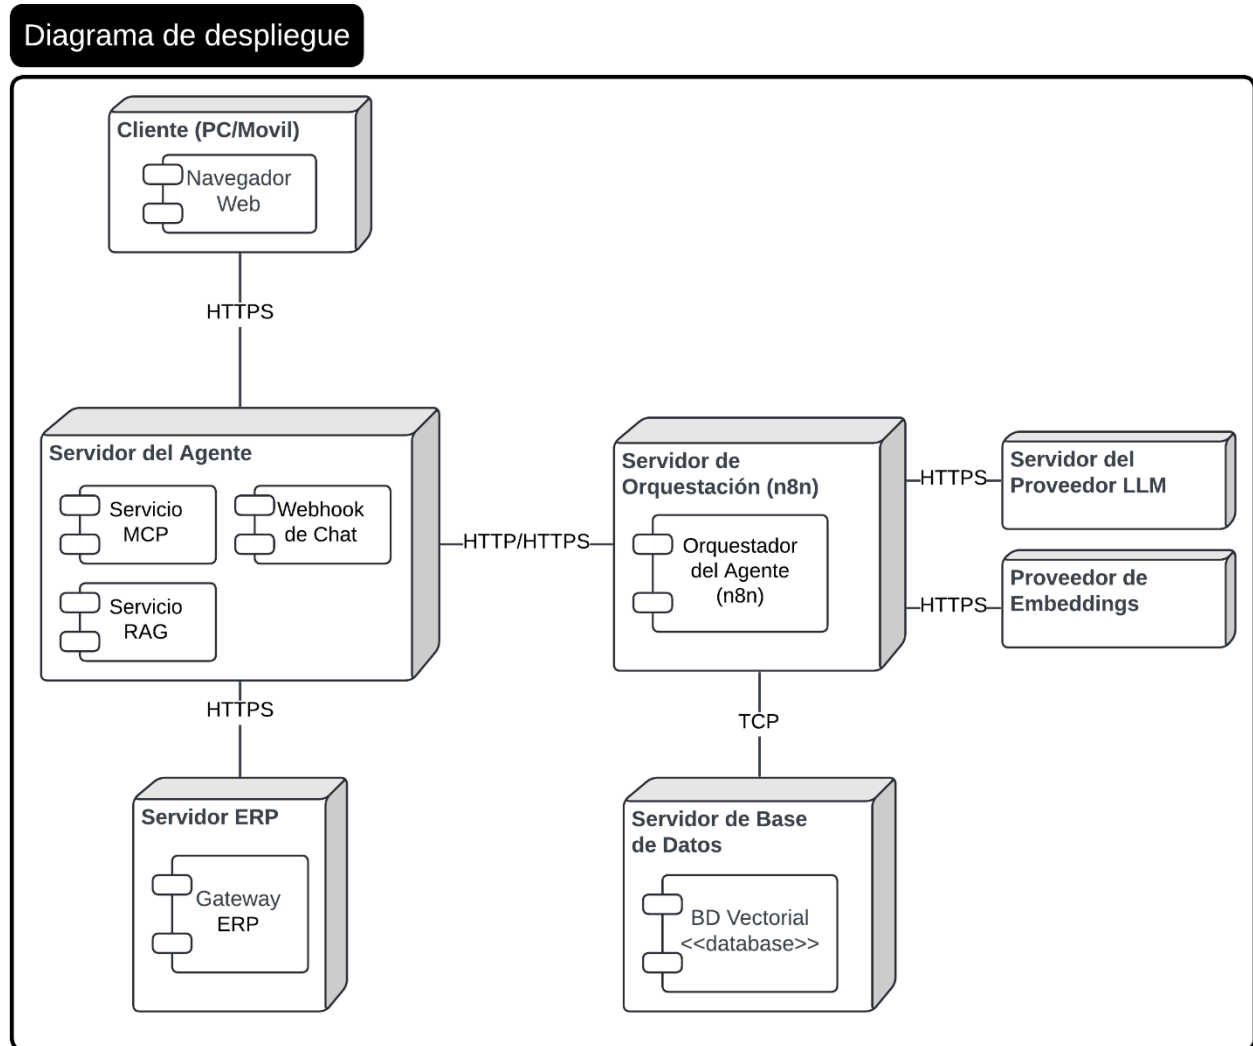 Diagrama de despliegue
Cliente (PC/Movil)
Navegador
Web
HTTPS
Servidor del Agente
Servicio
MCP
Webhook
de Chat
Servicio
RAG
HTTP/HTTPS
Servidor de
Orquestación (n8n)
Orquestador
del Agente
(n8n)
HTTPS
Servidor del
Proveedor LLM
HTTPS
Proveedor de
Embeddings
HTTPS
Servidor ERP
Gateway
ERP
TCP
Servidor de Base
de Datos
BD Vectorial
<<database>>